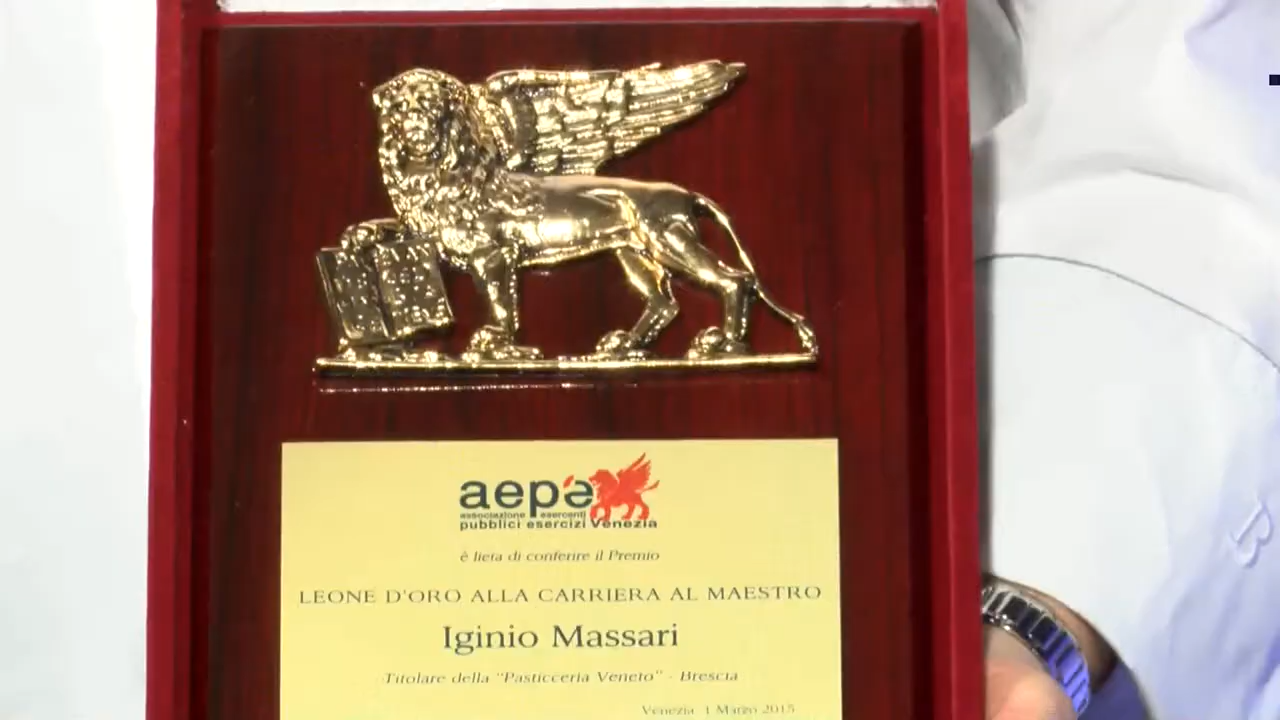 aepe
associazione esercenti
pubblici esercizi venezia
è lieta di conferire il Premio
LEONE D'ORO ALLA CARRIERA AL MAESTRO
Iginio Massari
Titolare della "Pasticceria Veneto" - Brescia
Venezia, 1 Marzo 2015
B